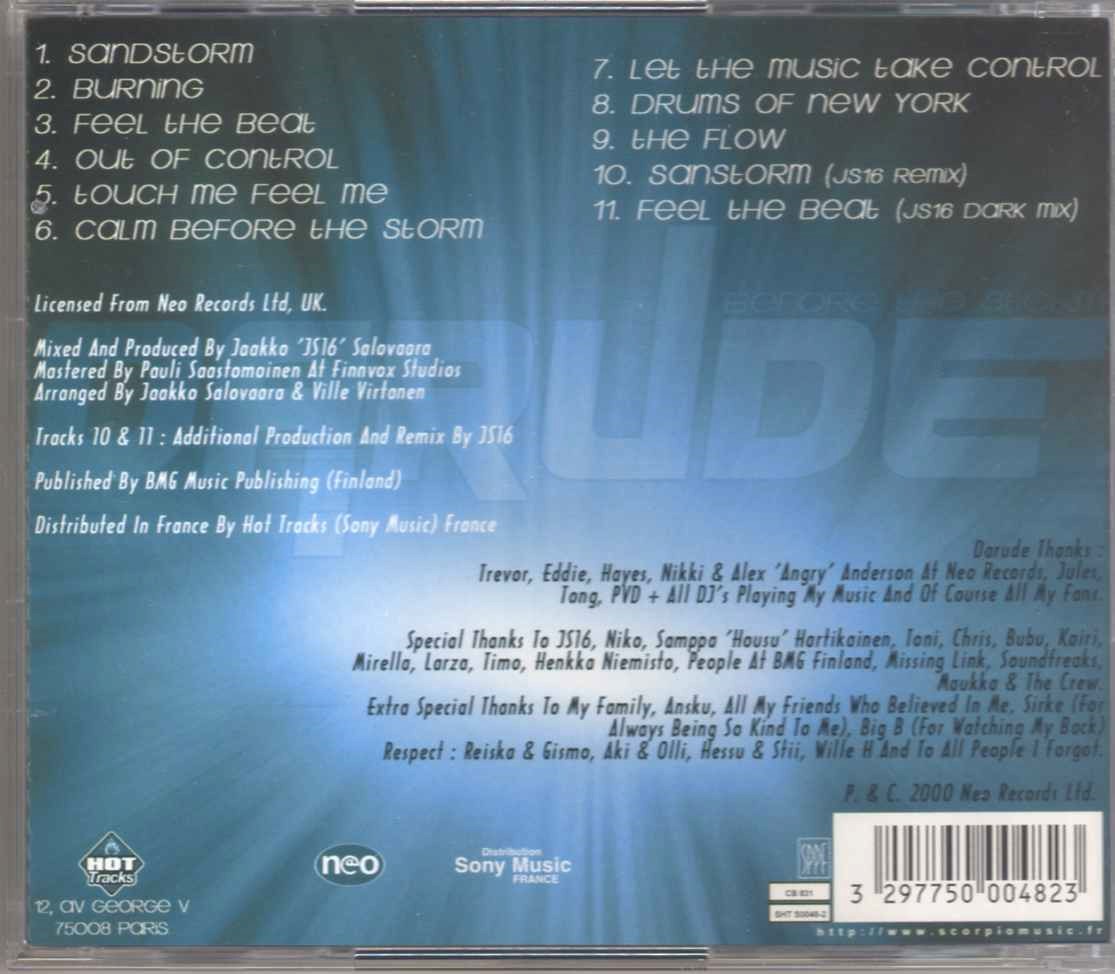 1. Sandstorm
2. Burning
3. Feel the Beat
4. Out of Control
5. Touch Me Feel Me
6. Calm Before the Storm
7. Let the Music Take Control
8. Drums of New York
9. The Flow
10. Sanstorm (JS16 Remix)
11. Feel the Beat (JS16 Dark Mix)
Licensed From Neo Records Ltd, UK.
Mixed And Produced By Jaakko 'JS16' Salovaara
Mastered By Pauli Saastamoinen At Finnvox Studios
Arranged By Jaakko Salovaara & Ville Virtanen
Tracks 10 & 11 : Additional Production And Remix By JS16
Published By BMG Music Publishing (Finland)
Distributed In France By Hot Tracks (Sony Music) France
Before the Storm
DARUDE
Darude Thanks :
Trevor, Eddie, Hayes, Nikki & Alex 'Angry' Anderson At Neo Records, Jules,
Tong, PVD + All DJ's Playing My Music And Of Course All My Fans.
Special Thanks To JS16, Niko, Samppa 'Housu' Hartikainen, Toni, Chris, Bubu, Kairi,
Mirella, Larza, Timo, Henkka Niemisto, People At BMG Finland, Missing Link, Soundfreaks,
Maukka & The Crew.
Extra Special Thanks To My Family, Ansku, All My Friends Who Believed In Me, Sirke (For
Always Being So Kind To Me), Big B (For Watching My Back)
Respect : Reiska & Gismo, Aki & Olli, Hessu & Stii, Wille H And To All People I Forgot.
P. & C. 2000 Neo Records Ltd.
HOT
Tracks
12, av George V
75008 Paris
neo
Distribution
Sony Music
FRANCE
CB 831
SHT 50048-2
3 297750 004823
http://www.scorpiomusic.fr